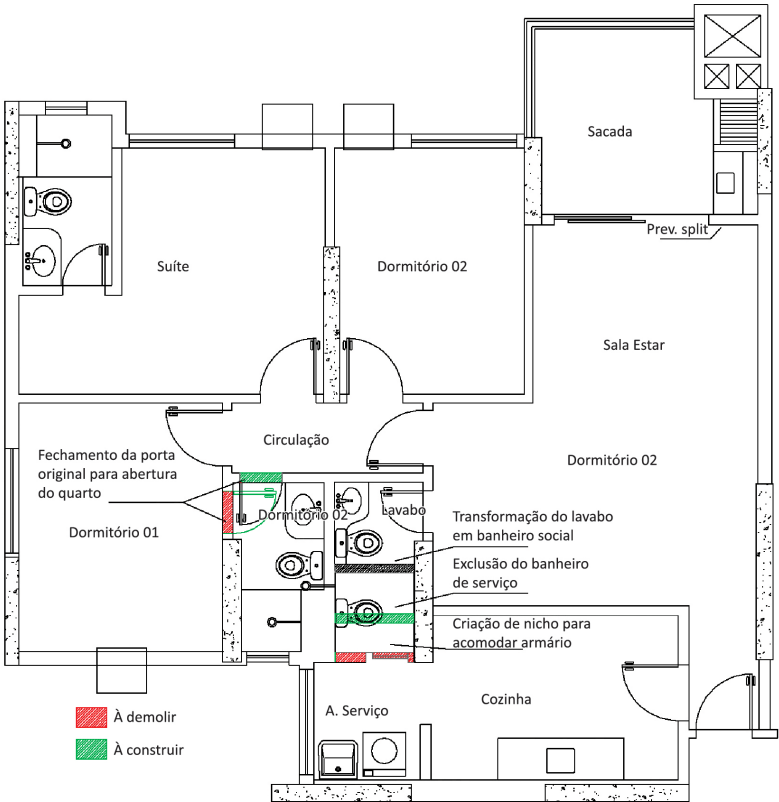 Sacada
Prev. split
Suíte
Dormitório 02
Sala Estar
Circulação
Fechamento da porta
original para abertura
do quarto
Dormitório 02
Dormitório 02
Lavabo
Dormitório 01
Transformação do lavabo
em banheiro social
Exclusão do banheiro
de serviço
Criação de nicho para
acomodar armário
Cozinha
A. Serviço
À demolir
À construir